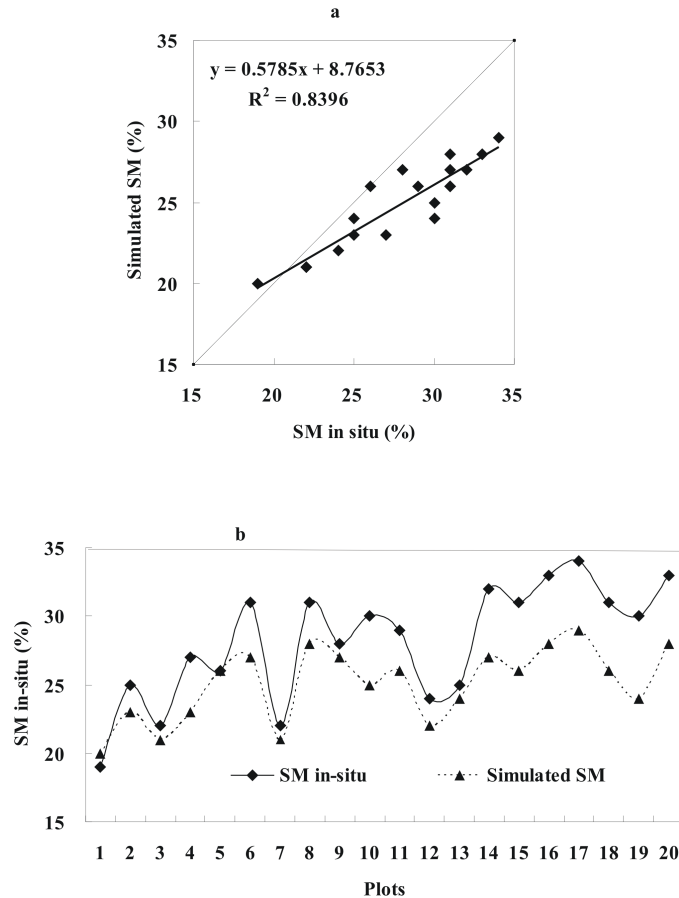 a
y = 0.5785x + 8.7653
R² = 0.8396
35
30
25
20
15
Simulated SM (%)
15 20 25 30 35
SM in situ (%)
b
35
30
25
20
15
SM in-situ (%)
SM in-situ Simulated SM
1 2 3 4 5 6 7 8 9 10 11 12 13 14 15 16 17 18 19 20
Plots